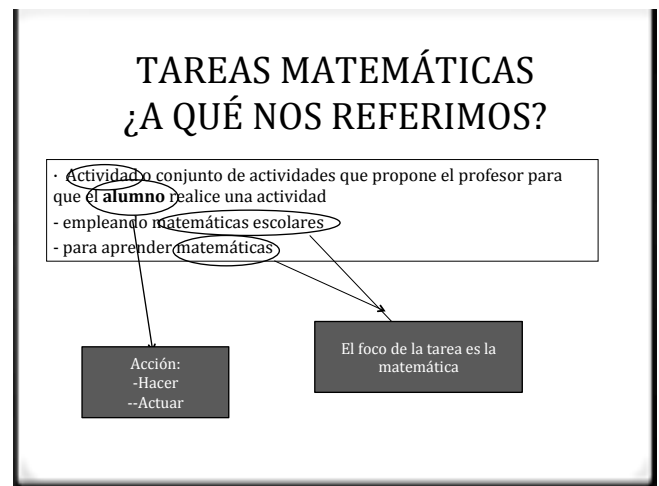 TAREAS MATEMÁTICAS
¿A QUÉ NOS REFERIMOS?
· Actividad o conjunto de actividades que propone el profesor para
que el alumno realice una actividad
- empleando matemáticas escolares
- para aprender matemáticas
Acción:
-Hacer
--Actuar
El foco de la tarea es la
matemática